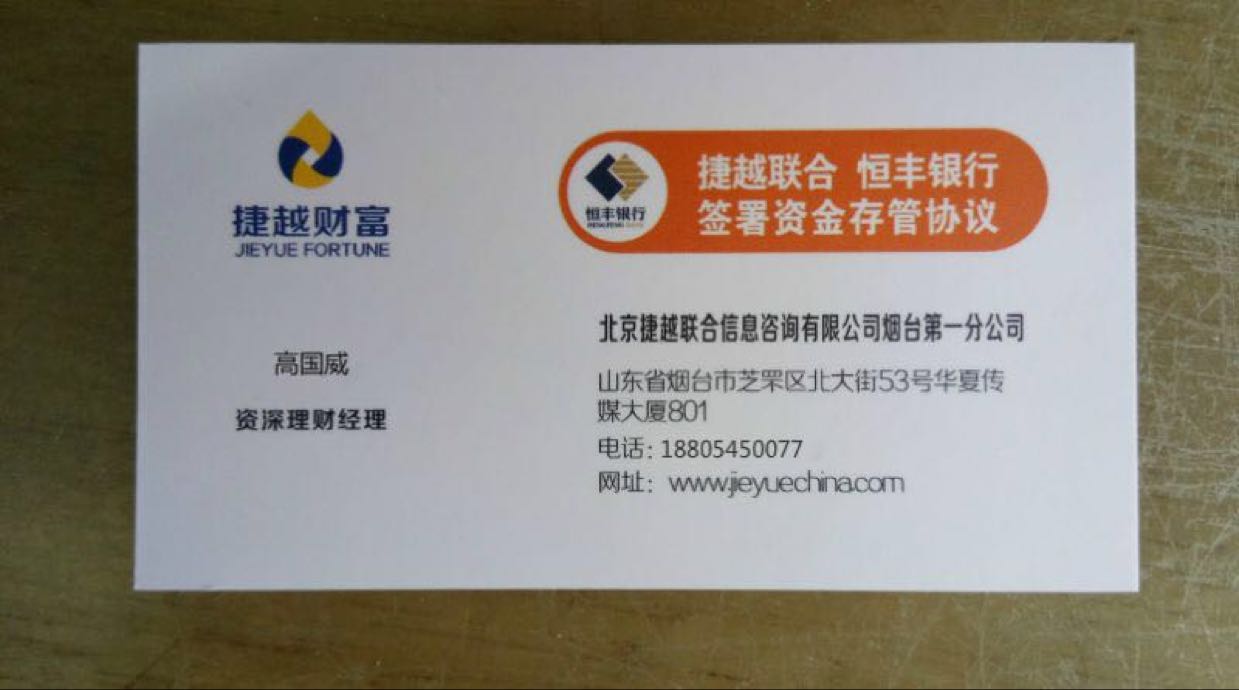 捷越财富
JIEYUE FORTUNE
高国威
资深理财经理
恒丰银行
捷越联合 恒丰银行
签署资金存管协议
北京捷越联合信息咨询有限公司烟台第一分公司
山东省烟台市芝罘区北大街53号华夏传
媒大厦801
电话: 18805450077
网址: www.jieyuechina.com